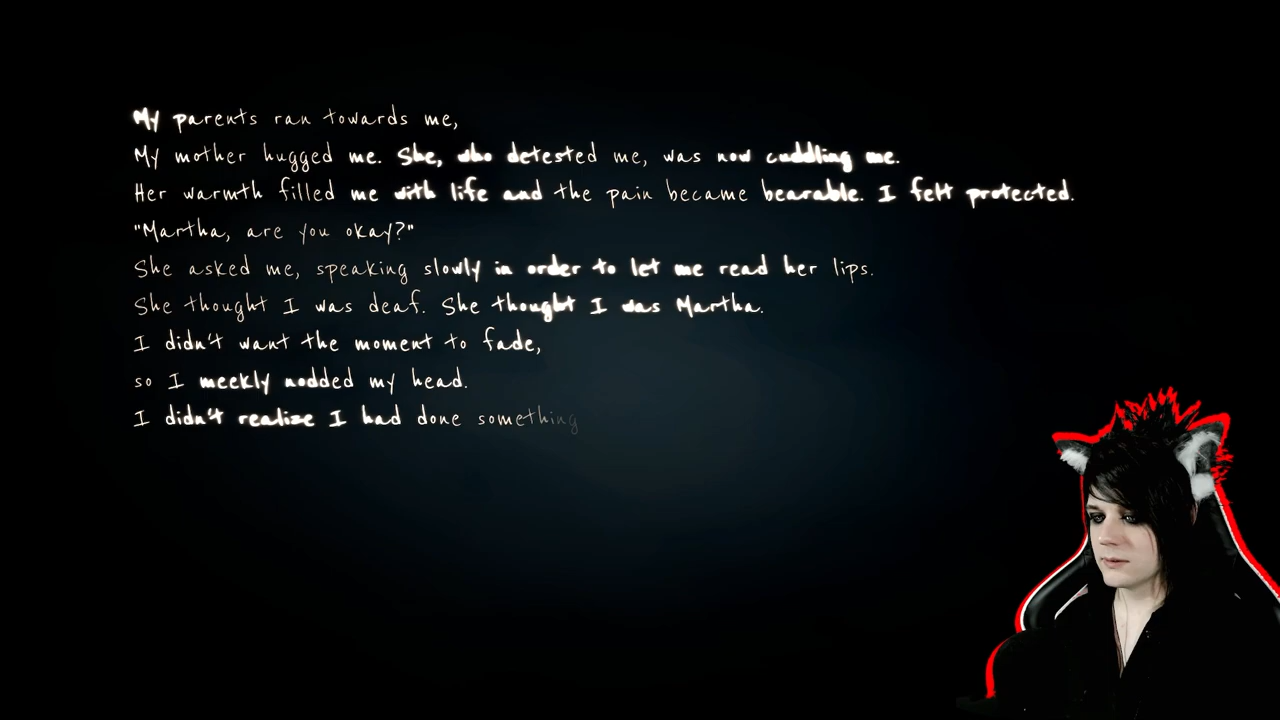 My parents ran towards me,
My mother hugged me. She, who detested me, was now cuddling me.
Her warmth filled me with life and the pain became bearable. I felt protected.
"Martha, are you okay?"
She asked me, speaking slowly in order to let me read her lips.
She thought I was deaf. She thought I was Martha.
I didn't want the moment to fade,
so I meekly nodded my head.
I didn't realize I had done something